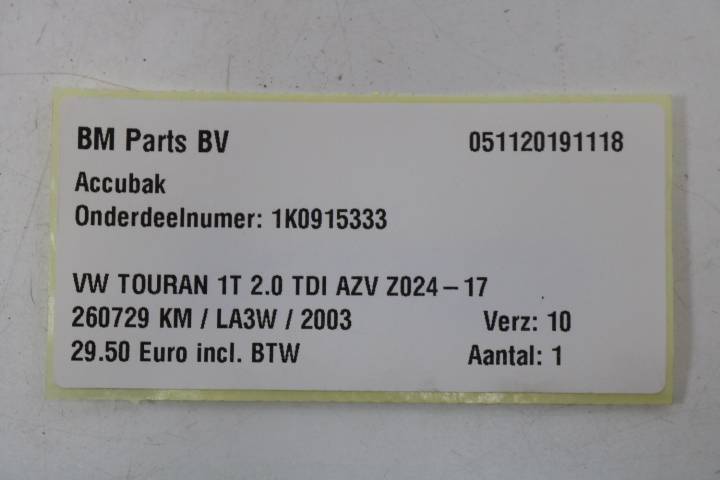 BM Parts BV 051120191118
Accubak
Onderdeelnumer: 1K0915333
VW TOURAN 1T 2.0 TDI AZV Z024-17
260729 KM / LA3W / 2003 Verz: 10
29.50 Euro incl. BTW Aantal: 1